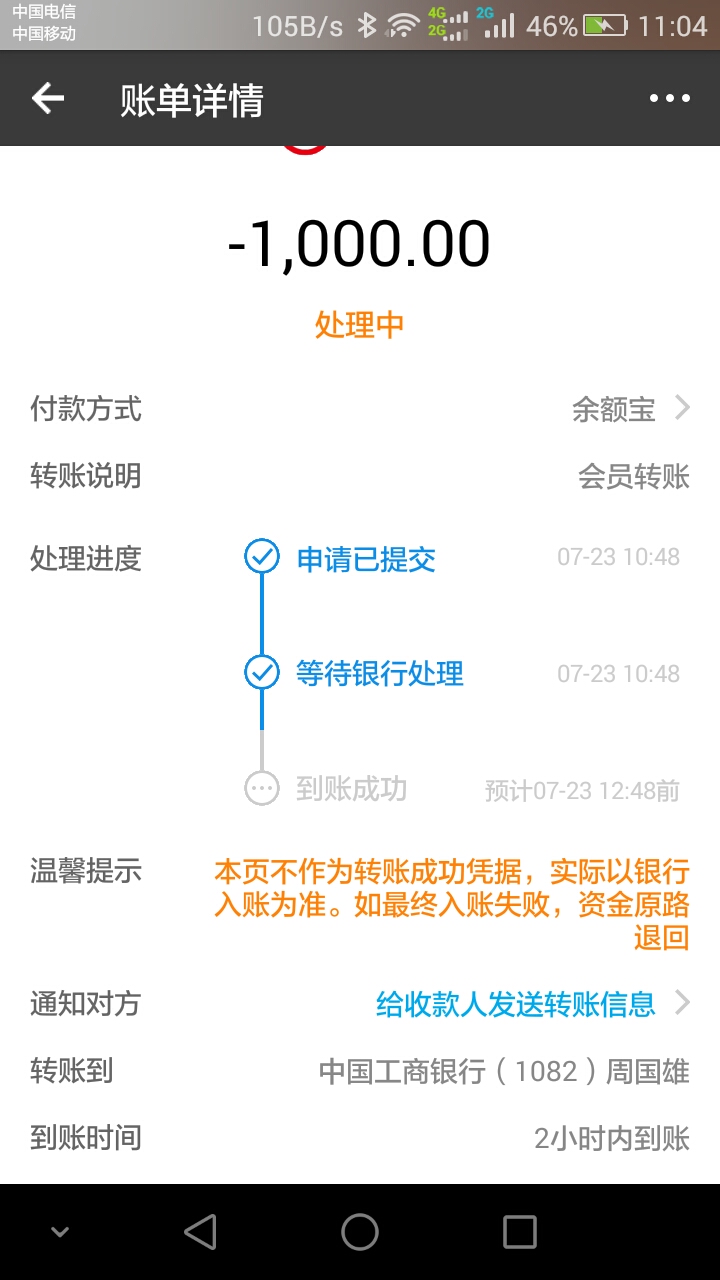 中国电信
中国移动
105B/s 4G 2G 2G 46% 11:04
账单详情
-1,000.00
处理中
付款方式 余额宝
转账说明 会员转账
处理进度 申请已提交 07-23 10:48
等待银行处理 07-23 10:48
到账成功 预计07-23 12:48前
温馨提示 本页不作为转账成功凭据，实际以银行
入账为准。如最终入账失败，资金原路
退回
通知对方 给收款人发送转账信息
转账到 中国工商银行（1082）周国雄
到账时间 2小时内到账